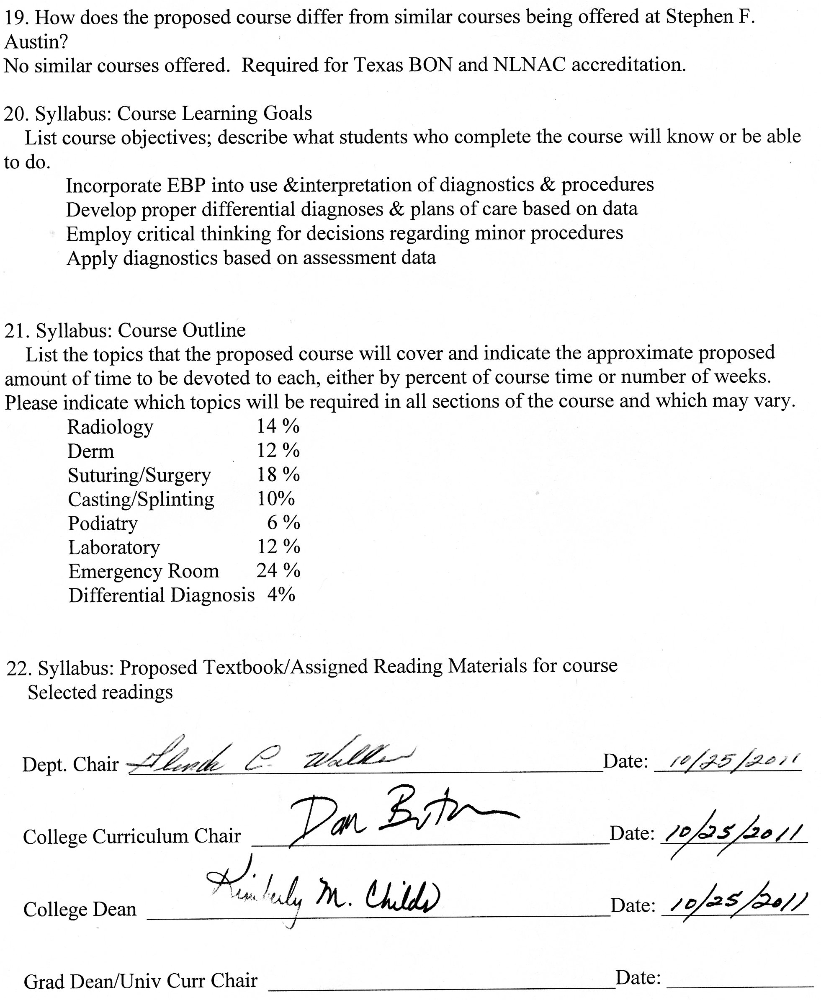 19. How does the proposed course differ from similar courses being offered at Stephen F.
Austin?
No similar courses offered.  Required for Texas BON and NLNAC accreditation.
20. Syllabus: Course Learning Goals
List course objectives; describe what students who complete the course will know or be able
to do.
Incorporate EBP into use &interpretation of diagnostics & procedures
Develop proper differential diagnoses & plans of care based on data
Employ critical thinking for decisions regarding minor procedures
Apply diagnostics based on assessment data
21. Syllabus: Course Outline
List the topics that the proposed course will cover and indicate the approximate proposed
amount of time to be devoted to each, either by percent of course time or number of weeks.
Please indicate which topics will be required in all sections of the course and which may vary.
Radiology 14 %
Derm 12 %
Suturing/Surgery 18 %
Casting/Splinting 10%
Podiatry 6 %
Laboratory 12 %
Emergency Room 24 %
Differential Diagnosis 4%
22. Syllabus: Proposed Textbook/Assigned Reading Materials for course
Selected readings
Dept. Chair Glenda C. Walker Date: 10/25/2011
College Curriculum Chair Dan Date: 10/25/2011
College Dean Kimberly M. Childs Date: 10/25/2011
Grad Dean/Univ Curr Chair Date: